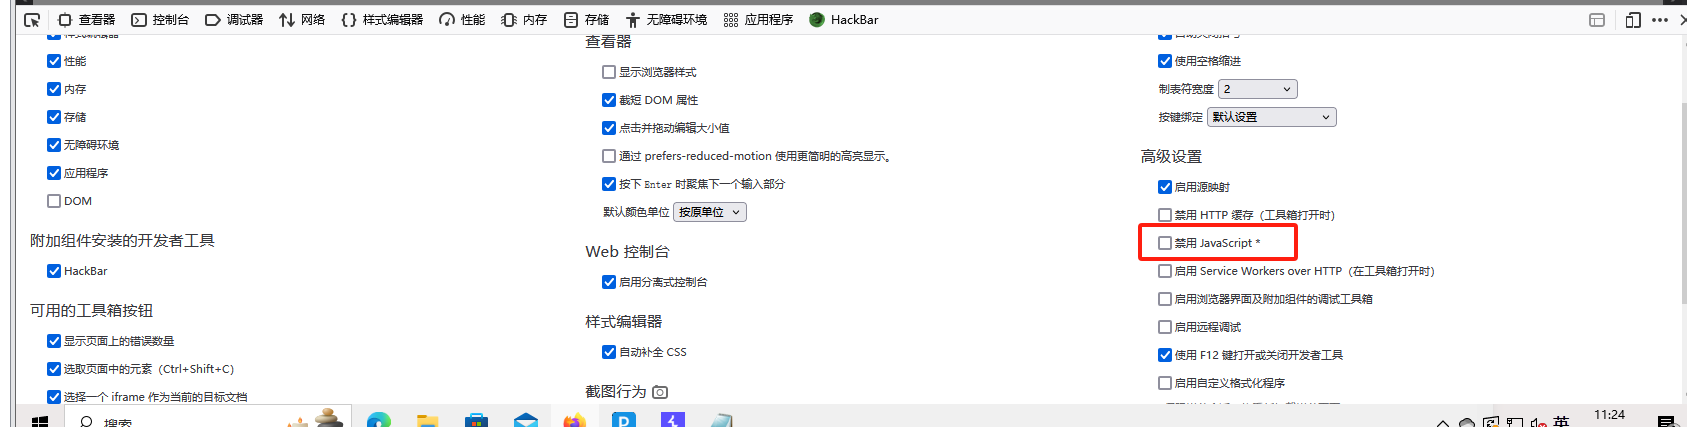 查看器 控制台 调试器 网络 样式编辑器 性能 内存 存储 无障碍环境 应用程序 HackBar
样式编辑器
性能
内存
存储
无障碍环境
应用程序
DOM
附加组件安装的开发者工具
HackBar
可用的工具箱按钮
显示页面上的错误数量
选取页面中的元素（Ctrl+Shift+C）
选择一个 iframe 作为当前的目标文档
查看器
显示浏览器样式
截短 DOM 属性
点击并拖动编辑大小值
通过 prefers-reduced-motion 使用更简明的高亮显示。
按下 Enter 时聚焦下一个输入部分
默认颜色单位 按原单位
Web 控制台
启用分离式控制台
样式编辑器
自动补全 CSS
截图行为
自动关闭括号
使用空格缩进
制表符宽度 2
按键绑定 默认设置
高级设置
启用源映射
禁用 HTTP 缓存（工具箱打开时）
禁用 JavaScript *
启用 Service Workers over HTTP（在工具箱打开时）
启用浏览器界面及附加组件的调试工具箱
启用远程调试
使用 F12 键打开或关闭开发者工具
启用自定义格式化程序
搜索
英
11:24